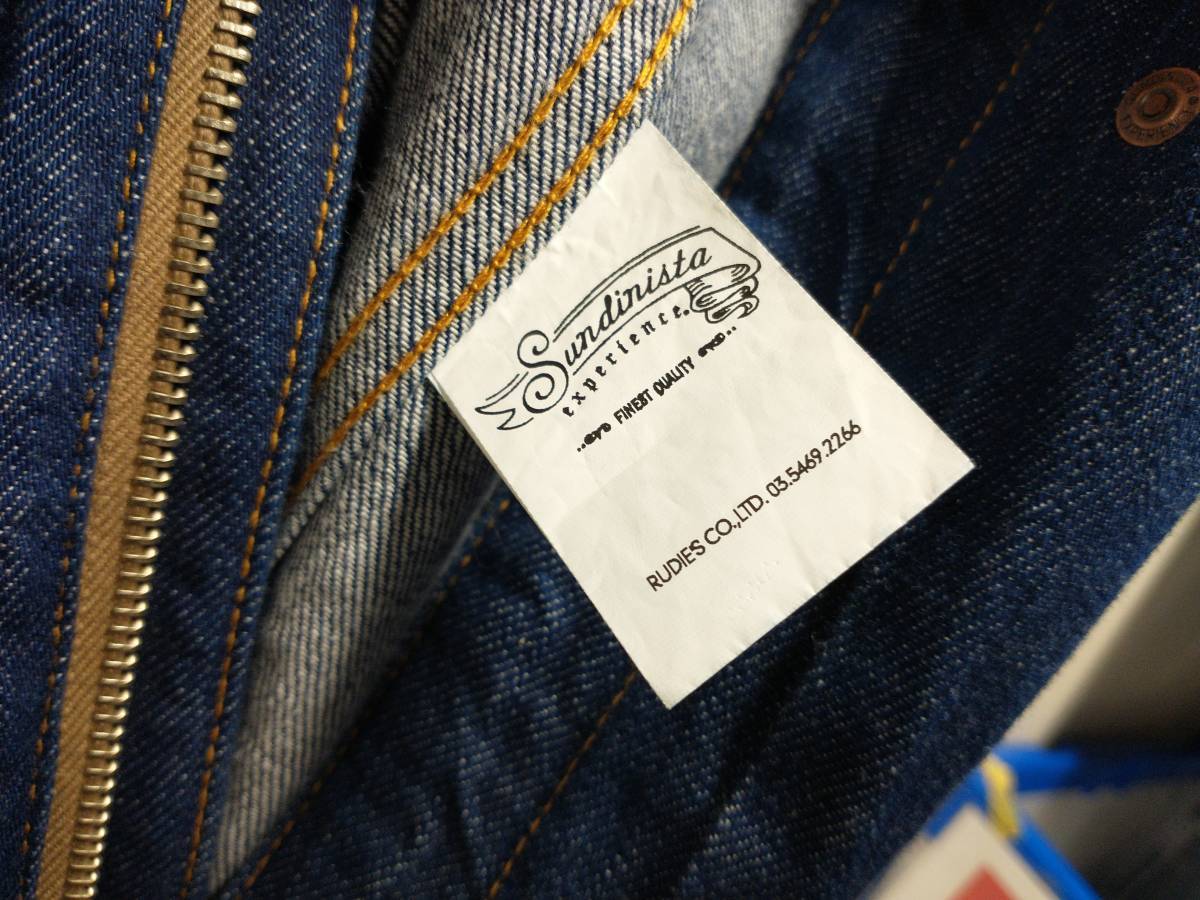 Sundinista
experience.
FINEST QUALITY
RUDIES CO.,LTD. 03.5469.2266